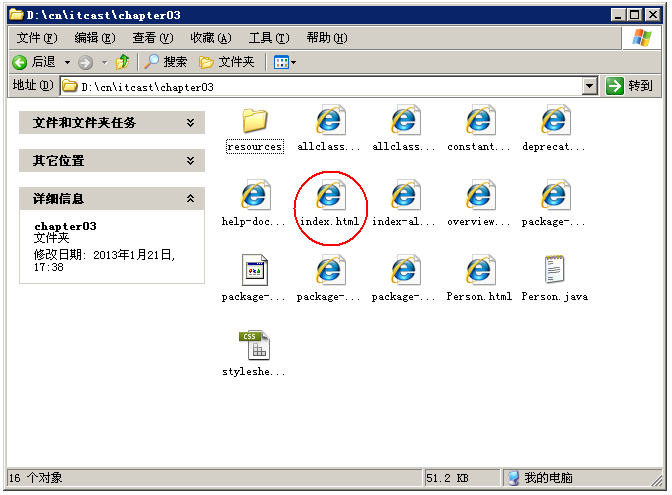 D:\cn\itcast\chapter03
文件(F) 编辑(E) 查看(V) 收藏(A) 工具(T) 帮助(H)
后退 搜索 文件夹
地址(D) D:\cn\itcast\chapter03 转到
文件和文件夹任务
其它位置
详细信息
chapter03
文件夹
修改日期: 2013年1月21日,
17:38
resources allclass... allclass... constant... deprecat...
help-doc... index.html index-al... overview... package-...
package-... package-... package-... Person.html Person.java
CSS
styleshe...
16 个对象 51.2 KB 我的电脑